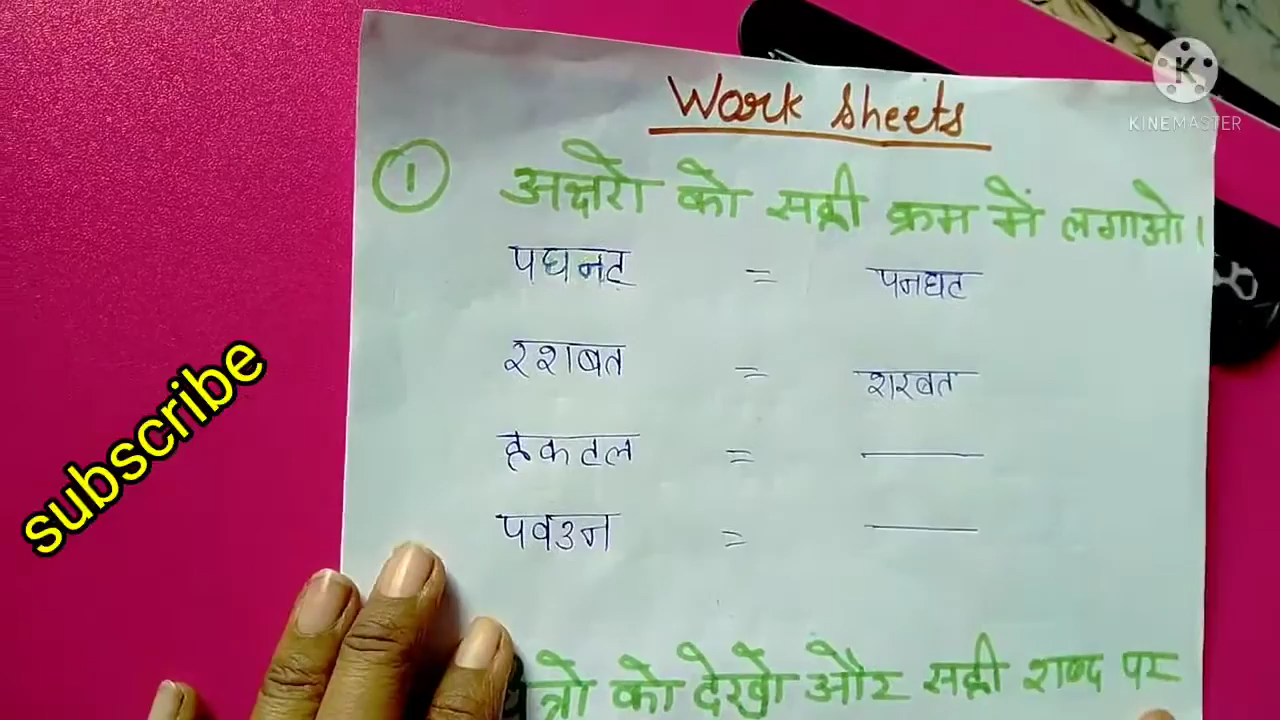 Work Sheets
1 अक्षरो को सही क्रम में लगाओ।
पघनट = पनघट
रशबत = शरबत
हकटल =
पवउन =
त्रो को देखो और सही शब्द पर
subscribe
K
KINEMASTER